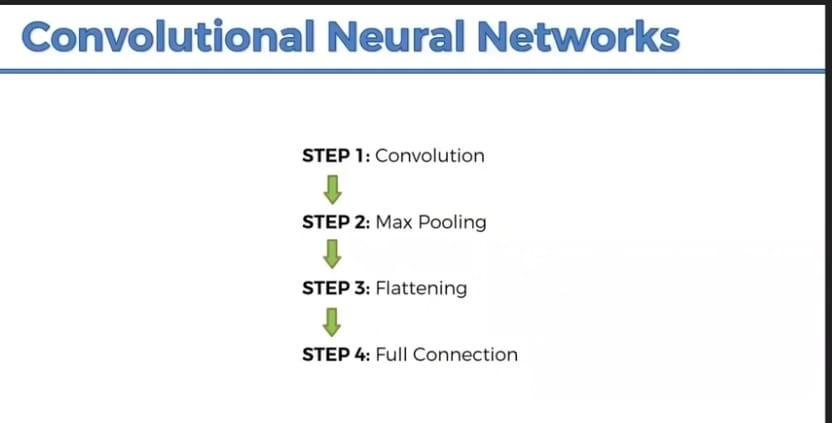 Convolutional Neural Networks
STEP 1: Convolution
STEP 2: Max Pooling
STEP 3: Flattening
STEP 4: Full Connection